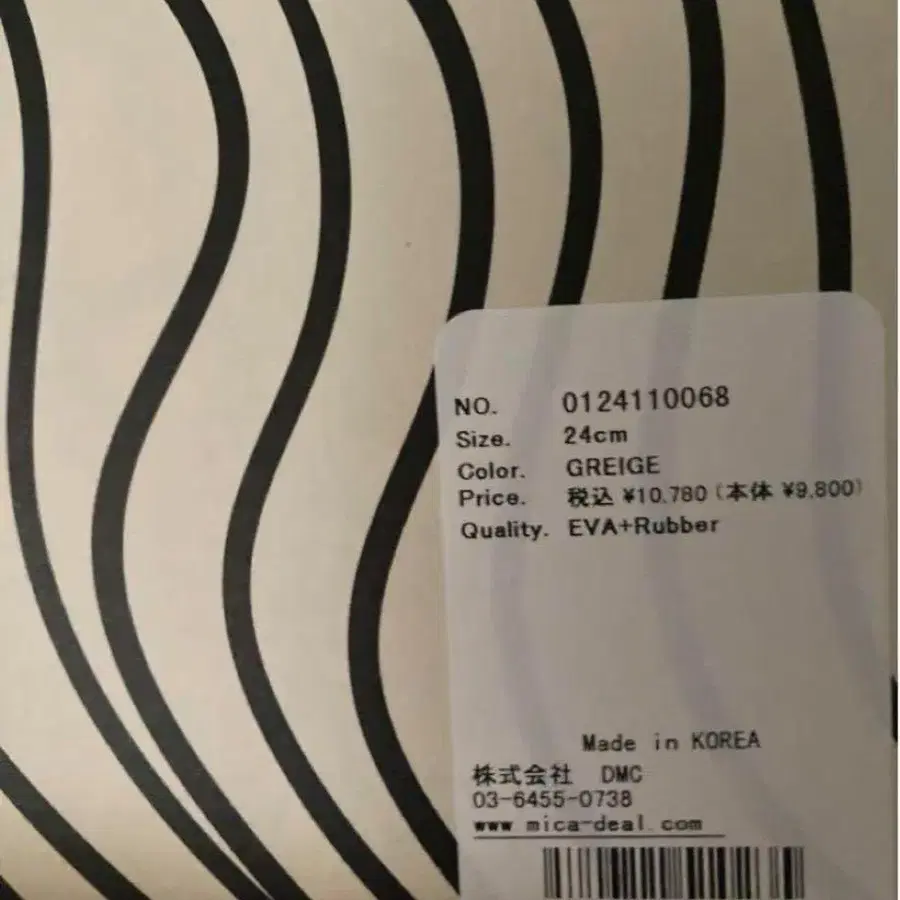 NO. 0124110068
Size. 24cm
Color. GREIGE
Price. 税込 ¥10,780 (本体 ¥9,800)
Quality. EVA+Rubber
Made in KOREA
株式会社 DMC
03-6455-0738
www.mica-deal.com